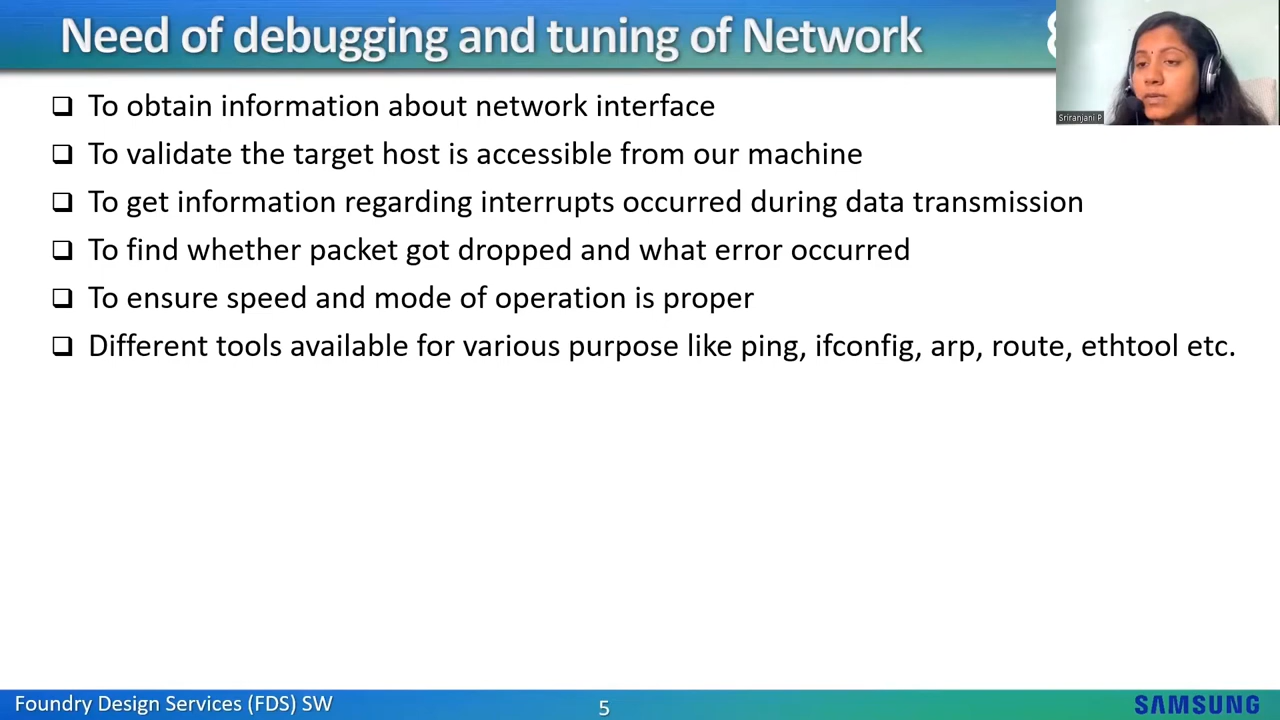 Need of debugging and tuning of Network
Sriranjani P
❑ To obtain information about network interface
❑ To validate the target host is accessible from our machine
❑ To get information regarding interrupts occurred during data transmission
❑ To find whether packet got dropped and what error occurred
❑ To ensure speed and mode of operation is proper
❑ Different tools available for various purpose like ping, ifconfig, arp, route, ethtool etc.
Foundry Design Services (FDS) SW
5
SAMSUNG